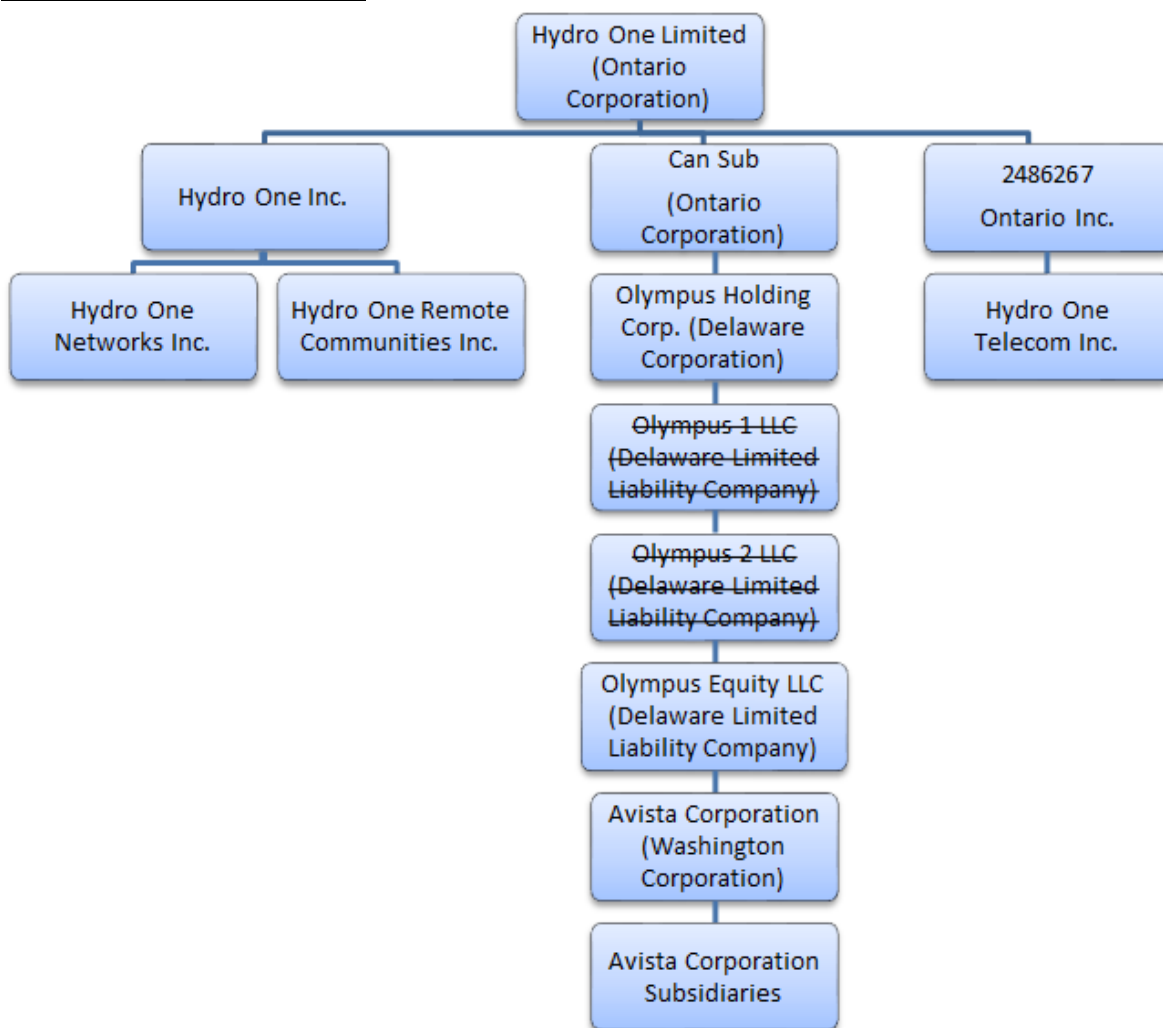 Hydro One Limited
(Ontario
Corporation)
Hydro One Inc.
Can Sub
(Ontario
Corporation)
2486267
Ontario Inc.
Hydro One
Networks Inc.
Hydro One Remote
Communities Inc.
Olympus Holding
Corp. (Delaware
Corporation)
Hydro One
Telecom Inc.
Olympus 1 LLC
(Delaware Limited
Liability Company)
Olympus 2 LLC
(Delaware Limited
Liability Company)
Olympus Equity LLC
(Delaware Limited
Liability Company)
Avista Corporation
(Washington
Corporation)
Avista Corporation
Subsidiaries